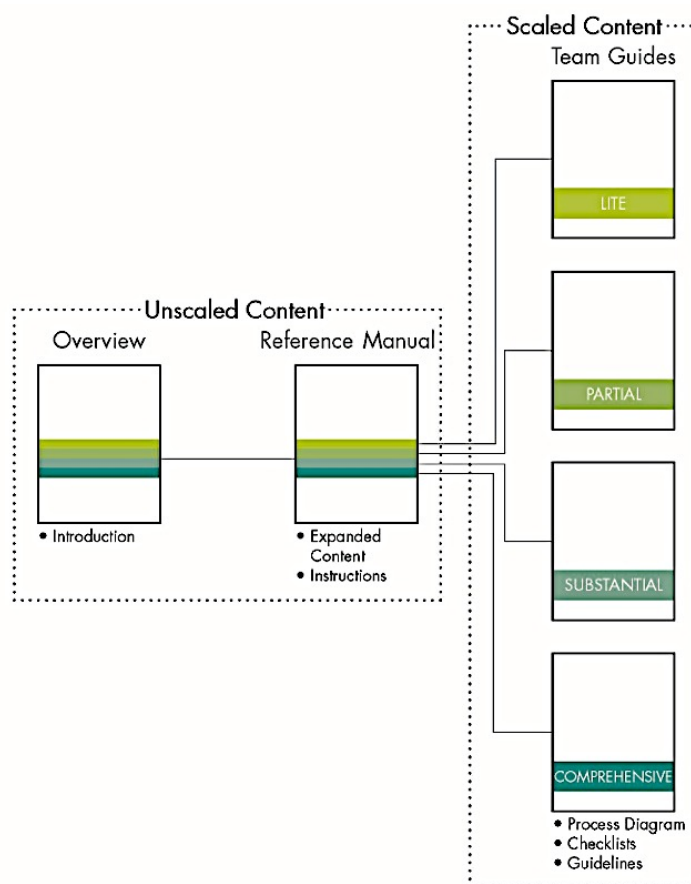 Scaled Content
Team Guides
LITE
PARTIAL
SUBSTANTIAL
COMPREHENSIVE
• Process Diagram
• Checklists
• Guidelines
Unscaled Content
Overview
Reference Manual
• Introduction
• Expanded
Content
• Instructions